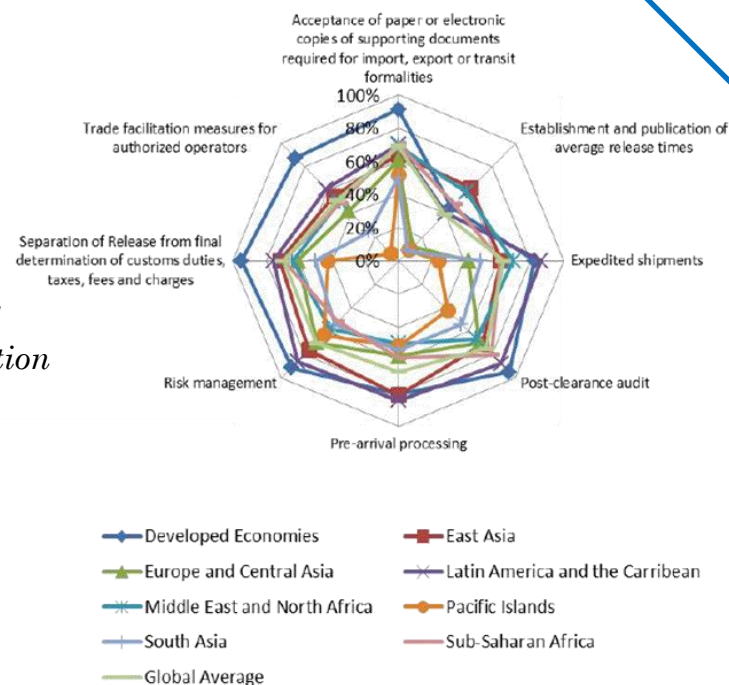 Acceptance of paper or electronic
copies of supporting documents
required for import, export or transit
formalities
100%
80%
60%
40%
20%
0%
Trade facilitation measures for
authorized operators
Establishment and publication of
average release times
Separation of Release from final
determination of customs duties,
taxes, fees and charges
Expedited shipments
tion
Risk management
Post-clearance audit
Pre-arrival processing
Developed Economies
East Asia
Europe and Central Asia
Latin America and the Carribean
Middle East and North Africa
Pacific Islands
South Asia
Sub-Saharan Africa
Global Average